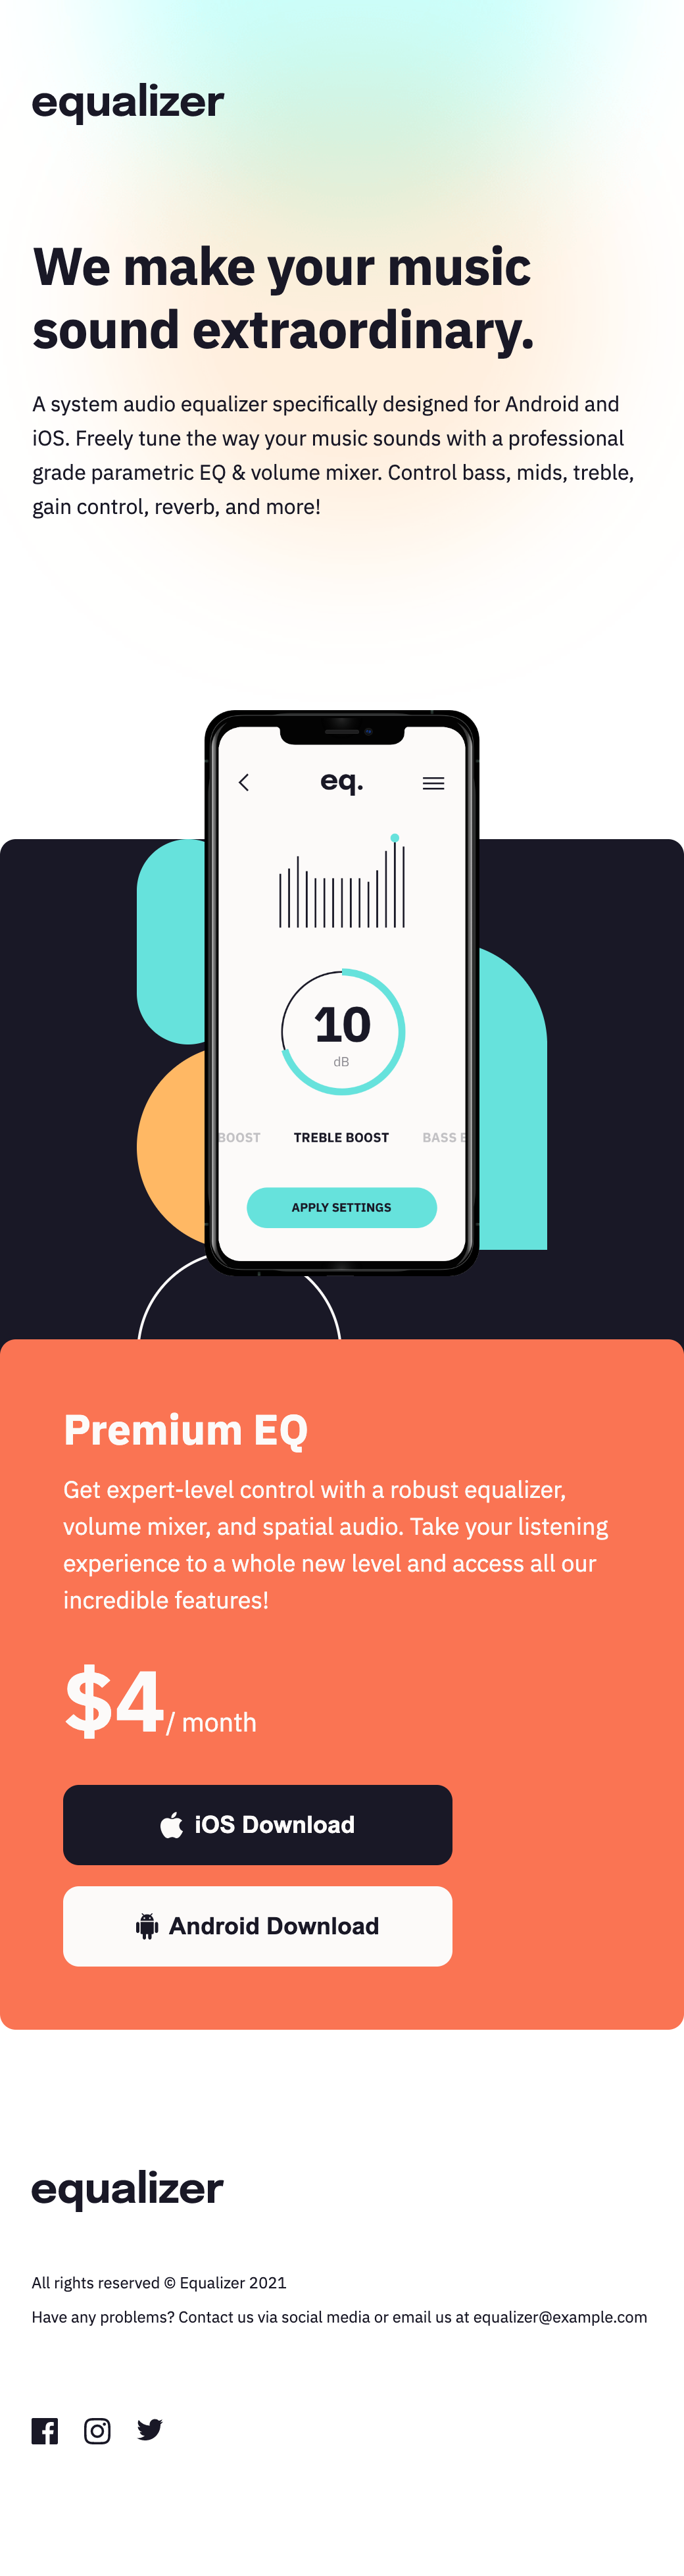 equalizer
We make your music
sound extraordinary.
A system audio equalizer specifically designed for Android and
iOS. Freely tune the way your music sounds with a professional
grade parametric EQ & volume mixer. Control bass, mids, treble,
gain control, reverb, and more!
eq.
10
dB
BOOST TREBLE BOOST BASS B
APPLY SETTINGS
Premium EQ
Get expert-level control with a robust equalizer,
volume mixer, and spatial audio. Take your listening
experience to a whole new level and access all our
incredible features!
$4 / month
iOS Download
Android Download
equalizer
All rights reserved © Equalizer 2021
Have any problems? Contact us via social media or email us at equalizer@example.com